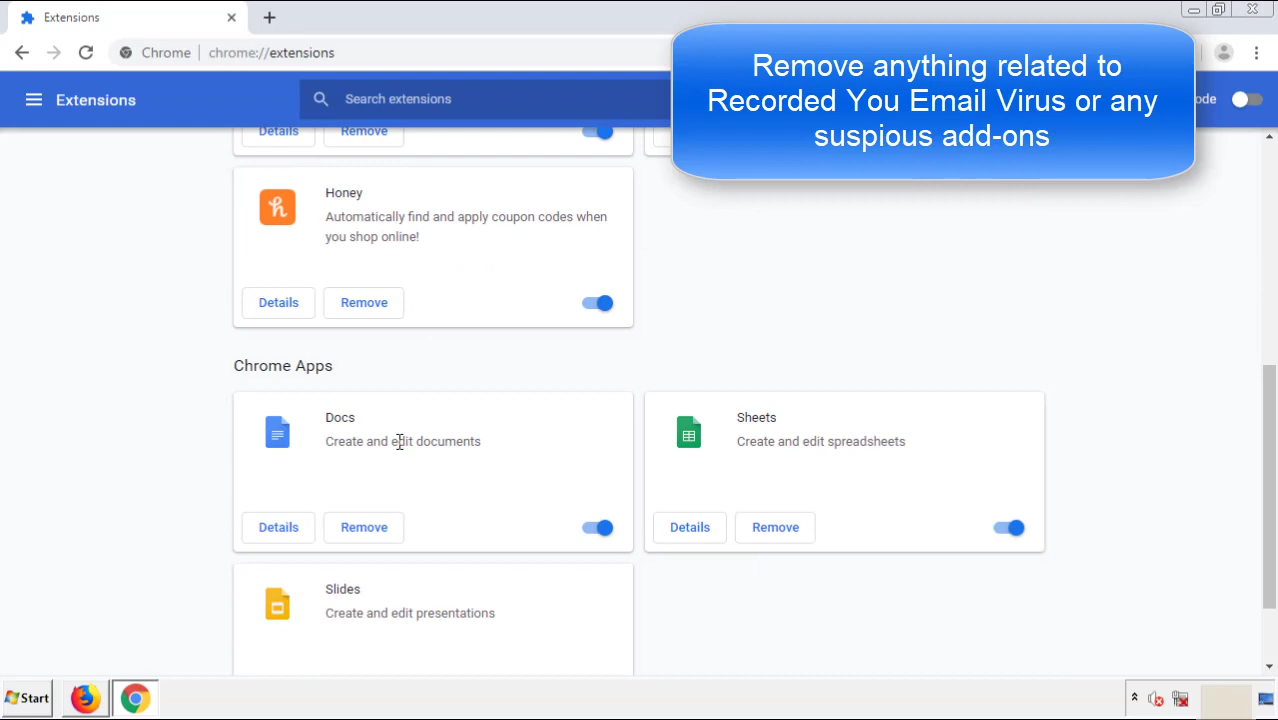 Extensions
Chrome
chrome://extensions
Extensions
Search extensions
ode
Remove anything related to
Recorded You Email Virus or any
suspious add-ons
Details
Remove
Honey
Automatically find and apply coupon codes when
you shop online!
Details
Remove
Chrome Apps
Docs
Create and edit documents
Details
Remove
Sheets
Create and edit spreadsheets
Details
Remove
Slides
Create and edit presentations
Start